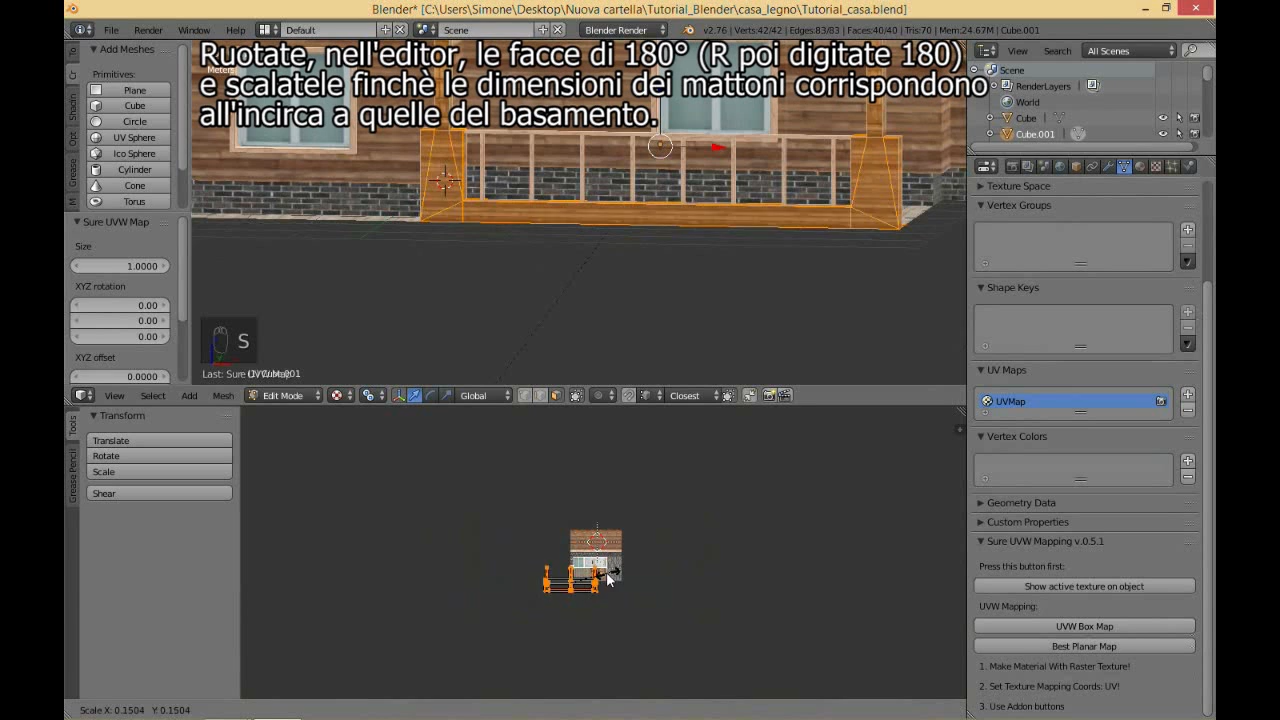 Blender* [C:\Users\Simone\Desktop\Nuova cartella\Tutorial_Blender\casa_legno\Tutorial_casa.blend]
File Render Window Help Default Scene Blender Render v2.76 | Verts:42/42 | Edges:83/83 | Faces:40/40 | Tris:70 | Mem:24.67M | Cube.001
View Search All Scenes
Ruotate, nell'editor, le facce di 180° (R poi digitate 180)
e scalatele finchè le dimensioni dei mattoni corrispondono
all'incirca a quelle del basamento.
Meters
Add Meshes
Primitives:
Plane
Cube
Circle
UV Sphere
Ico Sphere
Cylinder
Cone
Torus
Sure UVW Map
Size
1.0000
XYZ rotation
0.00
0.00
0.00
XYZ offset
0.0000
S
Last: Sure UVW Map
View Select Add Mesh Edit Mode Global Closest
Transform
Tools
Grease Pencil
Translate
Rotate
Scale
Shear
Scale X: 0.1504 Y: 0.1504
Scene
RenderLayers
World
Cube
Cube.001
Texture Space
Vertex Groups
Shape Keys
UV Maps
UVMap
Vertex Colors
Geometry Data
Custom Properties
Sure UVW Mapping v.0.5.1
Press this button first:
Show active texture on object
UVW Mapping:
UVW Box Map
Best Planar Map
1. Make Material With Raster Texture!
2. Set Texture Mapping Coords: UV!
3. Use Addon buttons